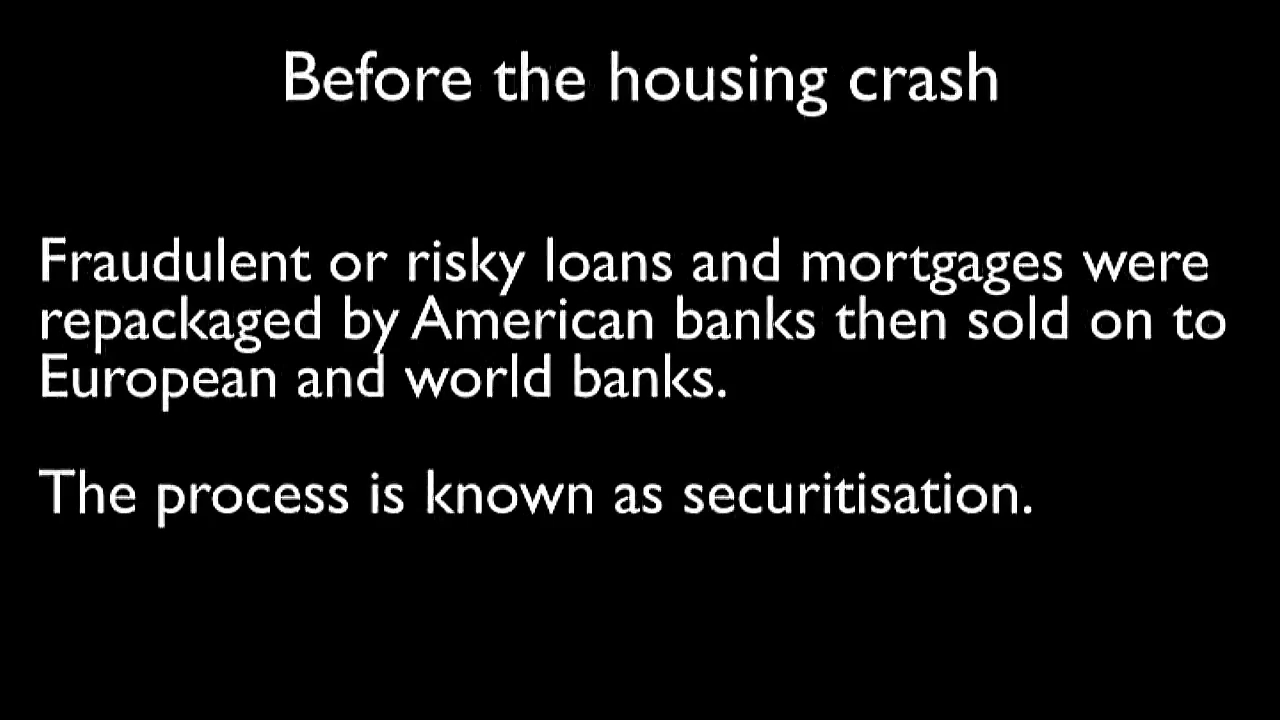 Before the housing crash
Fraudulent or risky loans and mortgages were
repackaged by American banks then sold on to
European and world banks.
The process is known as securitisation.